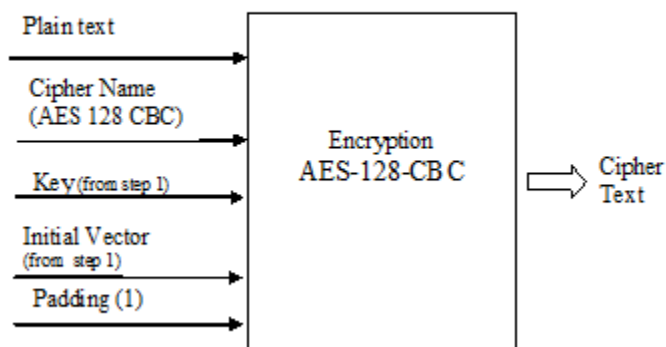 Plain text
Cipher Name
(AES 128 CBC)
Key (from step 1)
Initial Vector
(from step 1)
Padding (1)
Encryption
AES-128-CBC
Cipher
Text